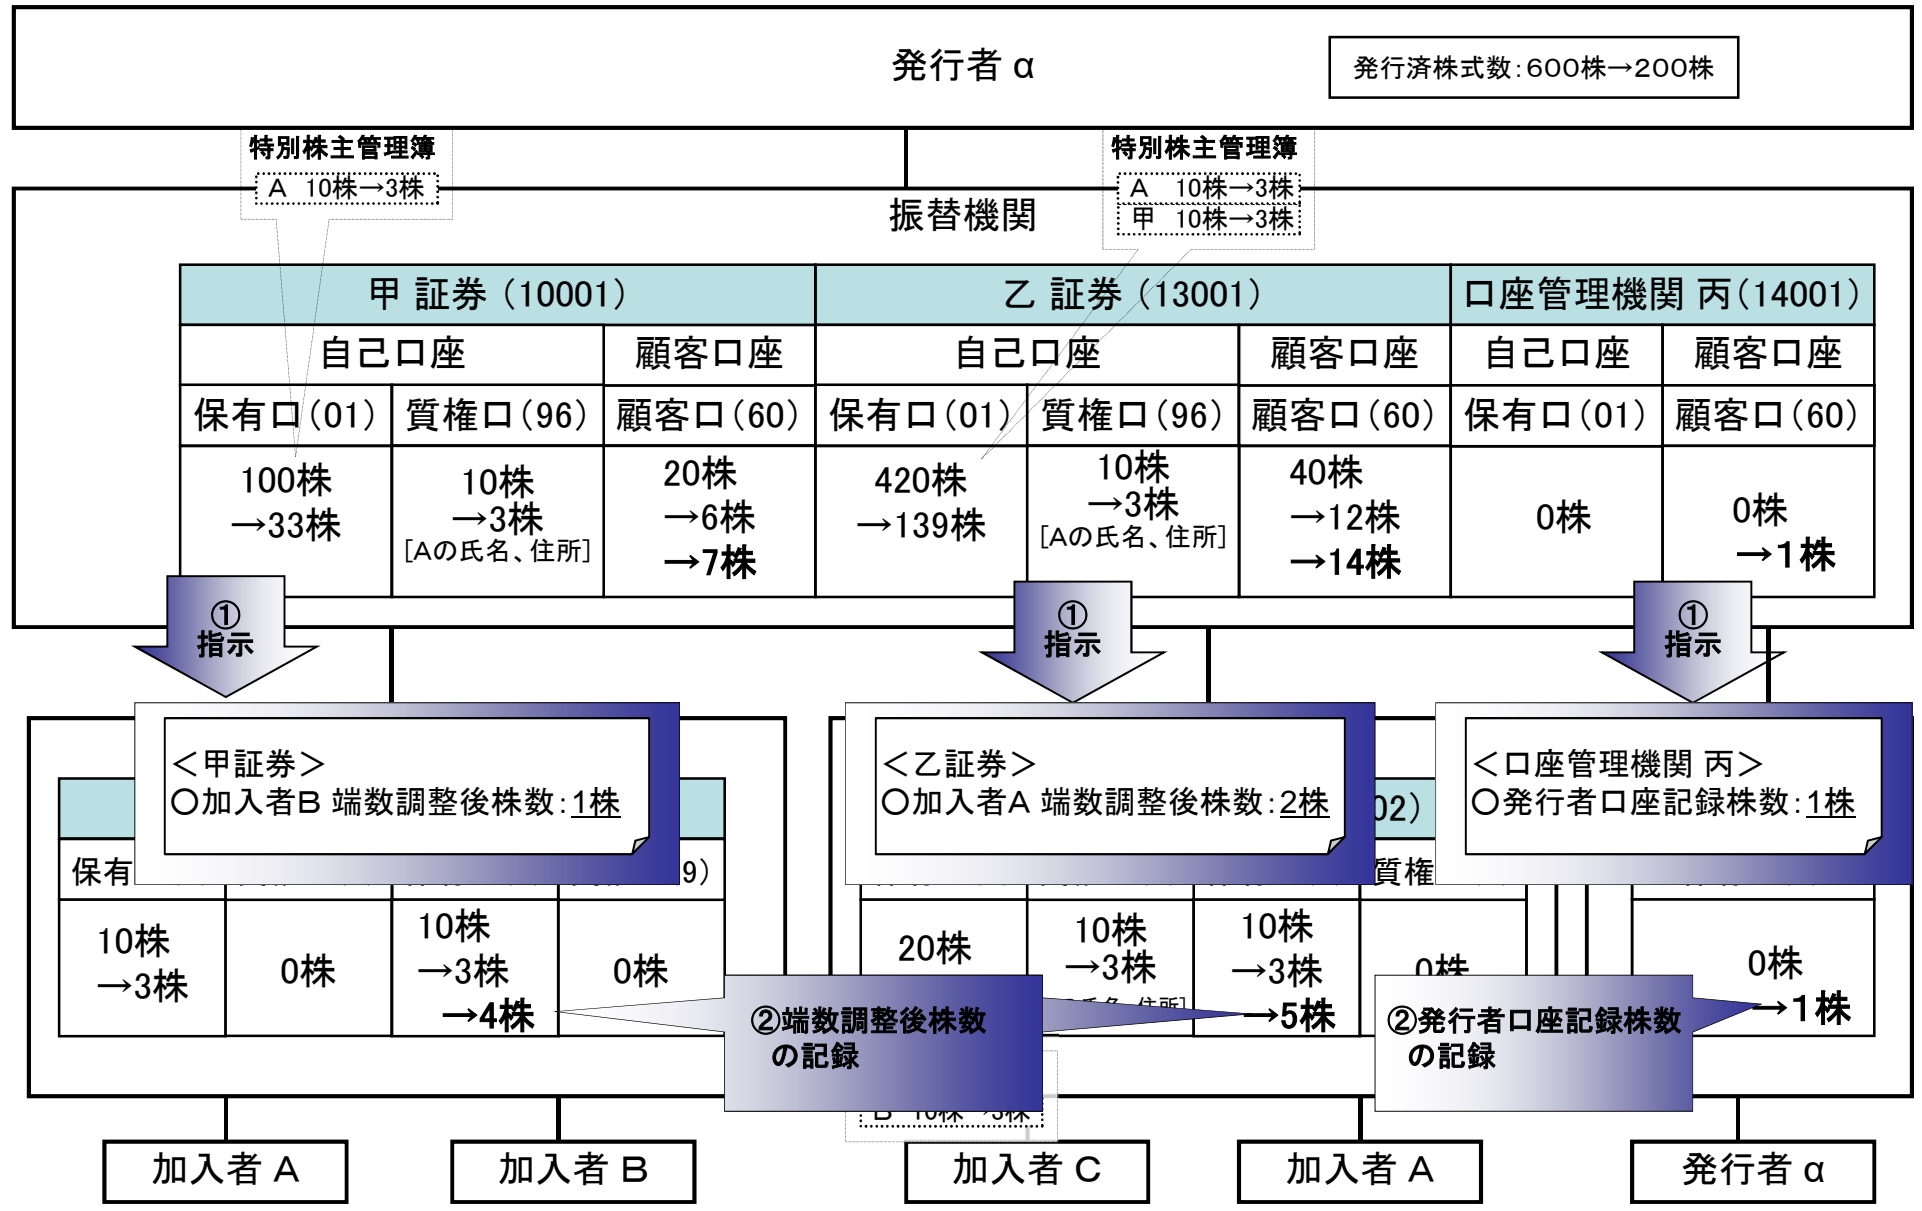 発行者 α
発行済株式数：600株→200株
特別株主管理簿
A 10株→3株
特別株主管理簿
A 10株→3株
甲 10株→3株
振替機関
甲 証券（10001）
乙 証券（13001）
口座管理機関 丙（14001）
自己口座
顧客口座
自己口座
顧客口座
自己口座
顧客口座
保有口（01）
質権口（96）
顧客口（60）
保有口（01）
質権口（96）
顧客口（60）
保有口（01）
顧客口（60）
100株
→33株
10株
→3株
[Aの氏名、住所]
20株
→6株
→7株
420株
→139株
10株
→3株
[Aの氏名、住所]
40株
→12株
→14株
0株
0株
→1株
①
指示
①
指示
①
指示
＜甲証券＞
○加入者B 端数調整後株数：1株
＜乙証券＞
○加入者A 端数調整後株数：2株
＜口座管理機関 丙＞
○発行者口座記録株数：1株
02）
保有
9）
質権
10株
→3株
0株
10株
→3株
→4株
0株
20株
10株
→3株
住所]
10株
→3株
→5株
0株
0株
→1株
②端数調整後株数
の記録
②発行者口座記録株数
の記録
B 10株→3株
加入者 A
加入者 B
加入者 C
加入者 A
発行者 α